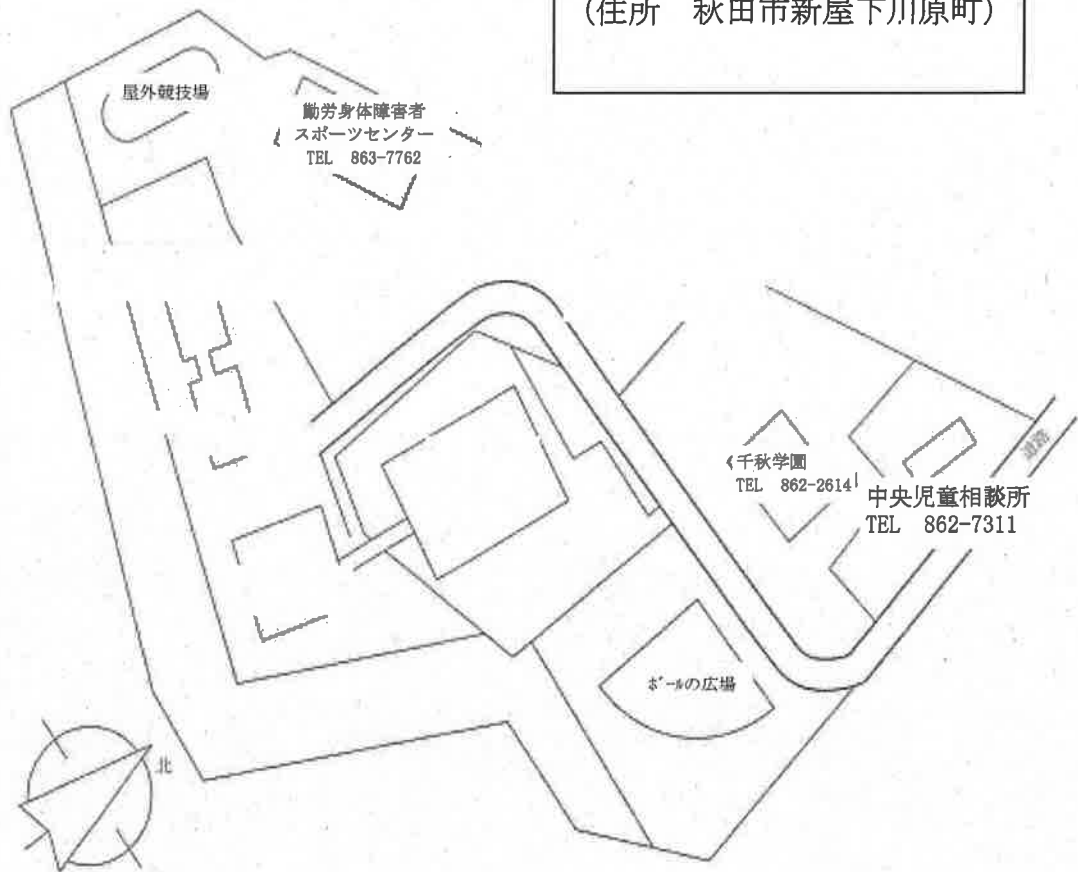 (住所　秋田市新屋下川原町)
屋外競技場
勤労身体障害者
スポーツセンター
TEL 863-7762
千秋学園
TEL 862-2614
道路
中央児童相談所
TEL 862-7311
ボールの広場
北